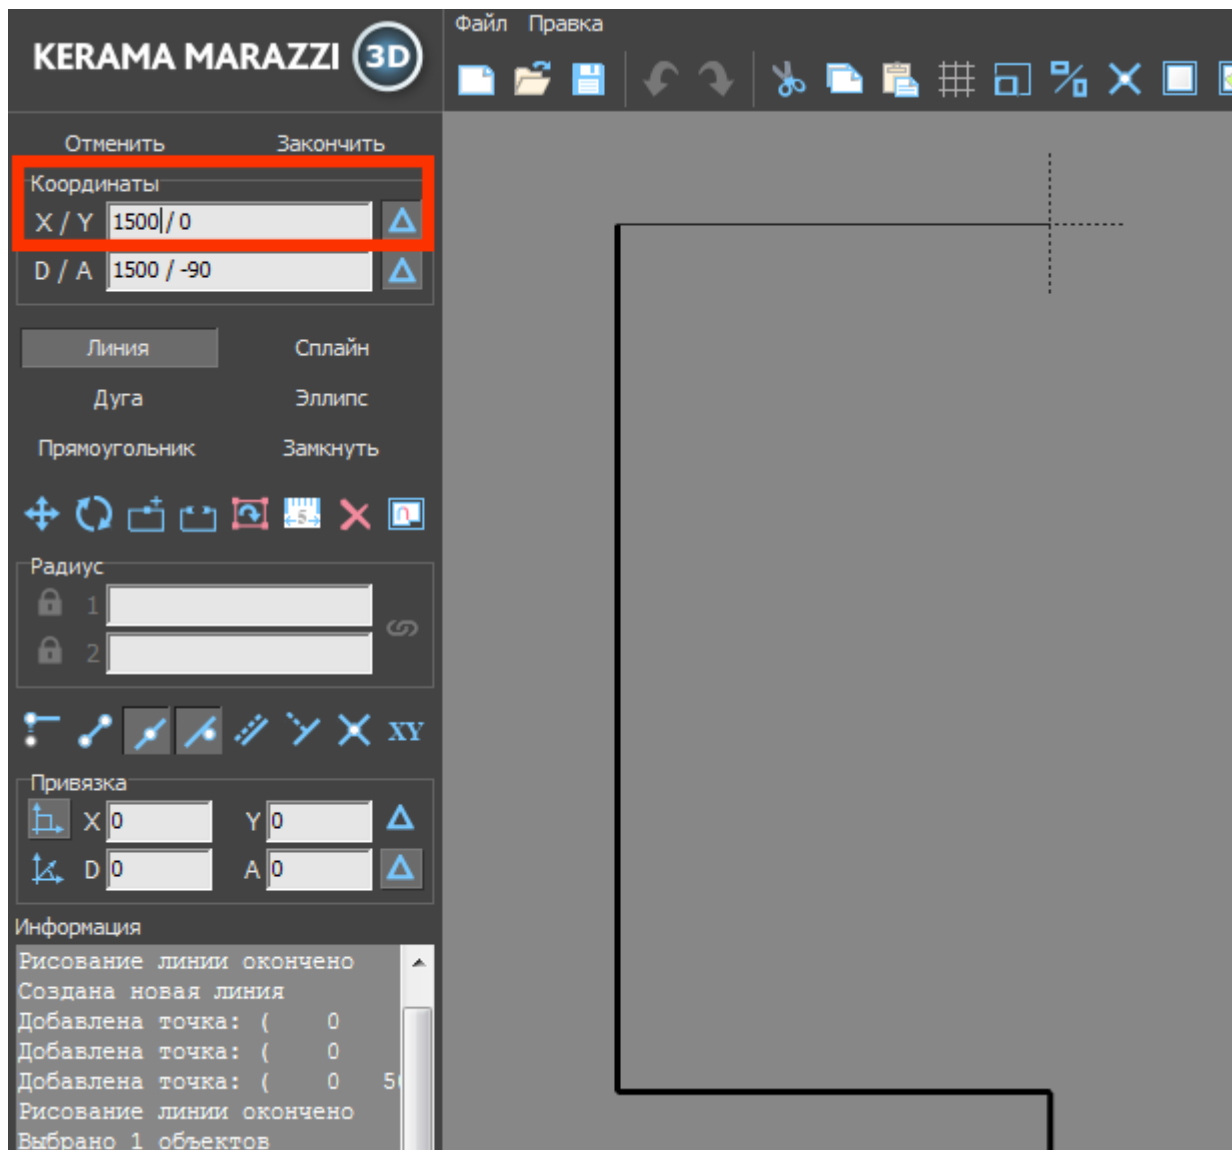 KERAMA MARAZZI 3D
Файл Правка
Отменить Закончить
Координаты
X / Y 1500 / 0
D / A 1500 / -90
Линия Сплайн
Дуга Эллипс
Прямоугольник Замкнуть
5
Радиус
1
2
XY
Привязка
X 0 Y 0
D 0 A 0
Информация
Рисование линии окончено
Создана новая линия
Добавлена точка: ( 0
Добавлена точка: ( 0
Добавлена точка: ( 0 5
Рисование линии окончено
Выбрано 1 объектов